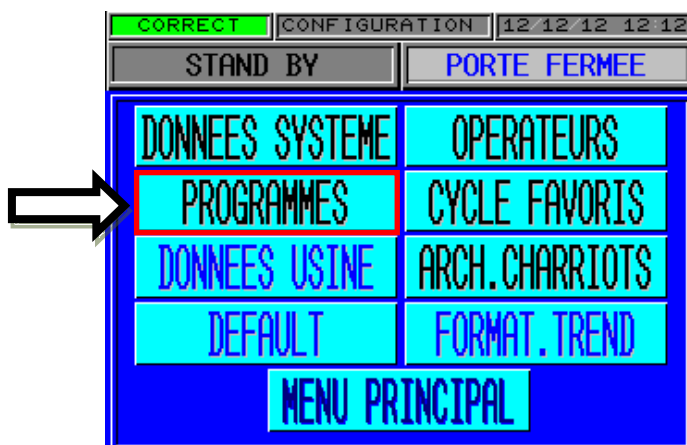 CORRECT CONFIGURATION 12/12/12 12:12
STAND BY PORTE FERMEE
DONNEES SYSTEME OPERATEURS
PROGRAMMES CYCLE FAVORIS
DONNEES USINE ARCH.CHARRIOTS
DEFAULT FORMAT.TREND
MENU PRINCIPAL